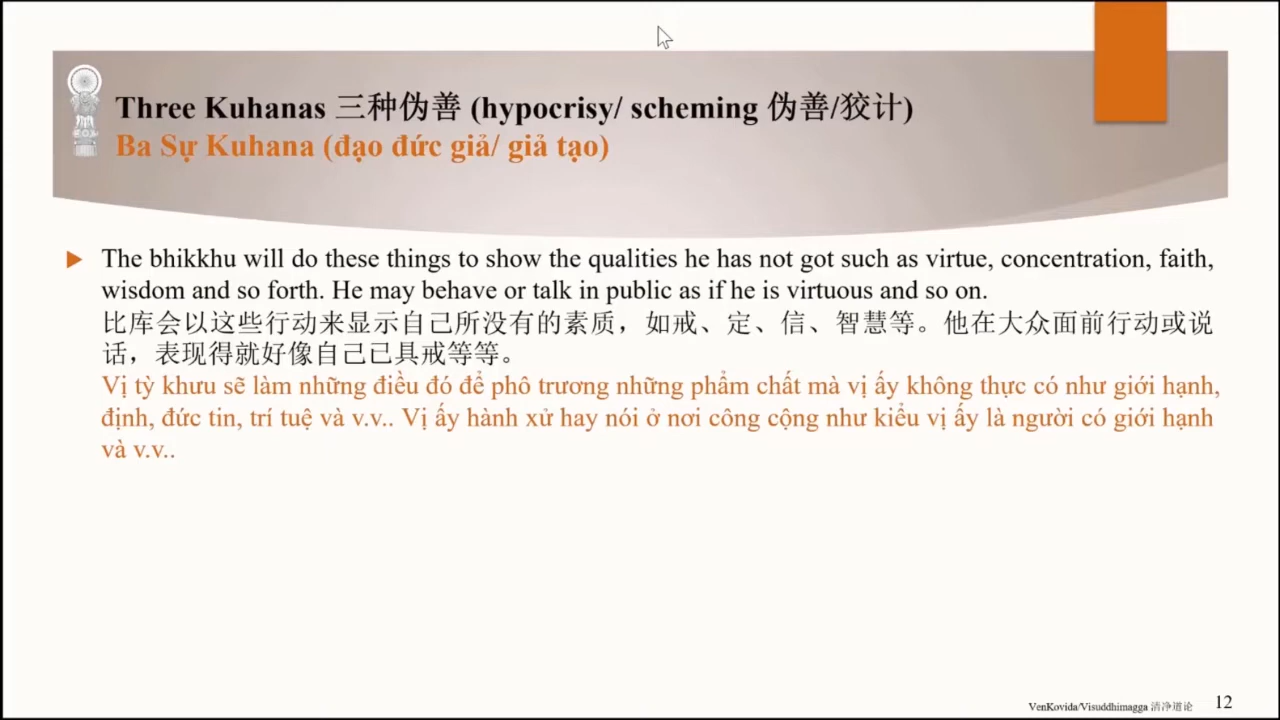 Three Kuhanas 三种伪善 (hypocrisy/ scheming 伪善/狡计)
Ba Sự Kuhana (đạo đức giả/ giả tạo)
The bhikkhu will do these things to show the qualities he has not got such as virtue, concentration, faith,
wisdom and so forth. He may behave or talk in public as if he is virtuous and so on.
比库会以这些行动来显示自己所没有的素质，如戒、定、信、智慧等。他在大众面前行动或说
话，表现得就好像自己已具戒等等。
Vị tỳ khưu sẽ làm những điều đó để phô trương những phẩm chất mà vị ấy không thực có như giới hạnh,
định, đức tin, trí tuệ và v.v.. Vị ấy hành xử hay nói ở nơi công cộng như kiểu vị ấy là người có giới hạnh
và v.v..
VenKovida/Visuddhimagga 清净道论 12